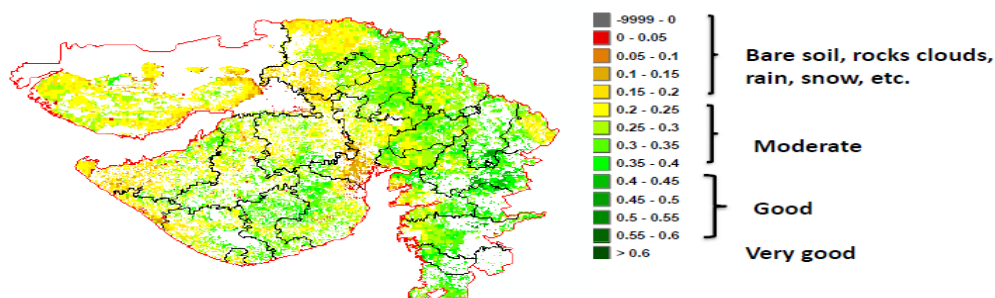 -9999 - 0
0 - 0.05
0.05 - 0.1
0.1 - 0.15
0.15 - 0.2
0.2 - 0.25
0.25 - 0.3
0.3 - 0.35
0.35 - 0.4
0.4 - 0.45
0.45 - 0.5
0.5 - 0.55
0.55 - 0.6
> 0.6
Bare soil, rocks clouds,
rain, snow, etc.
Moderate
Good
Very good